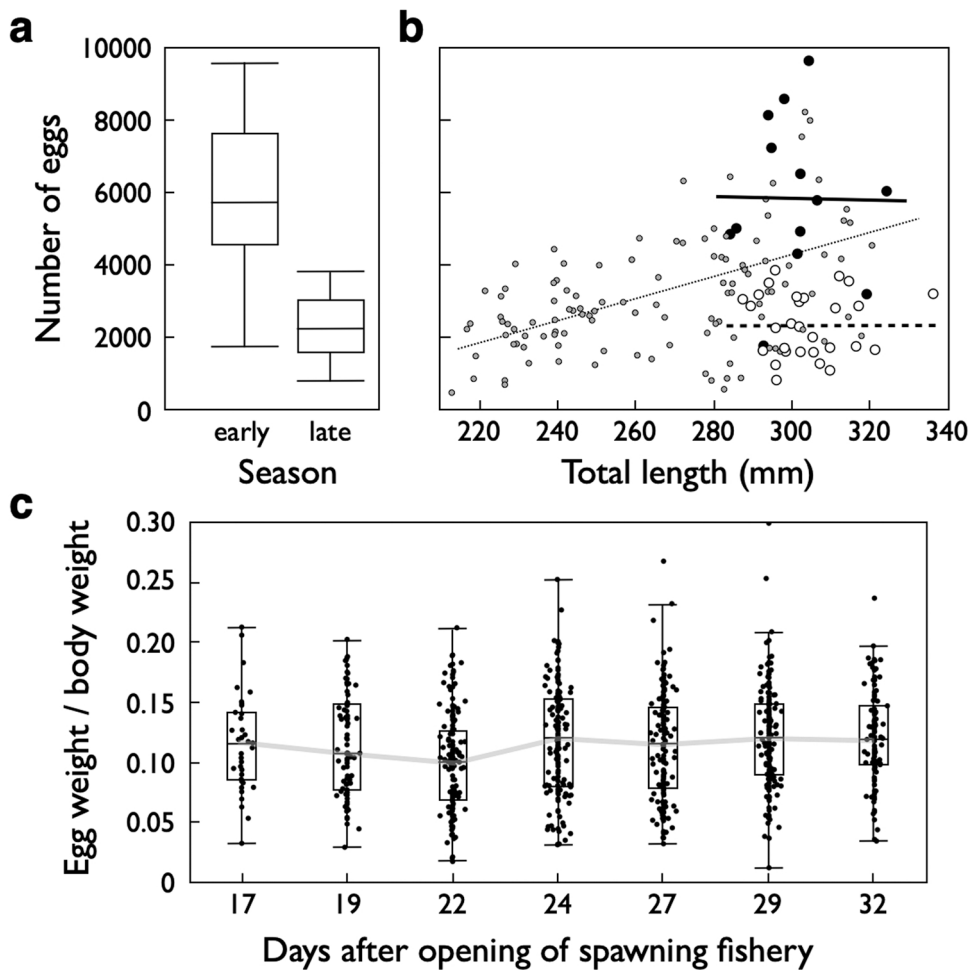 a
b
10000
8000
6000
4000
2000
0
Number of eggs
early
late
Season
220
240
260
280
300
320
340
Total length (mm)
c
0.30
0.25
0.20
0.15
0.10
0.05
0
Egg weight / body weight
17
19
22
24
27
29
32
Days after opening of spawning fishery